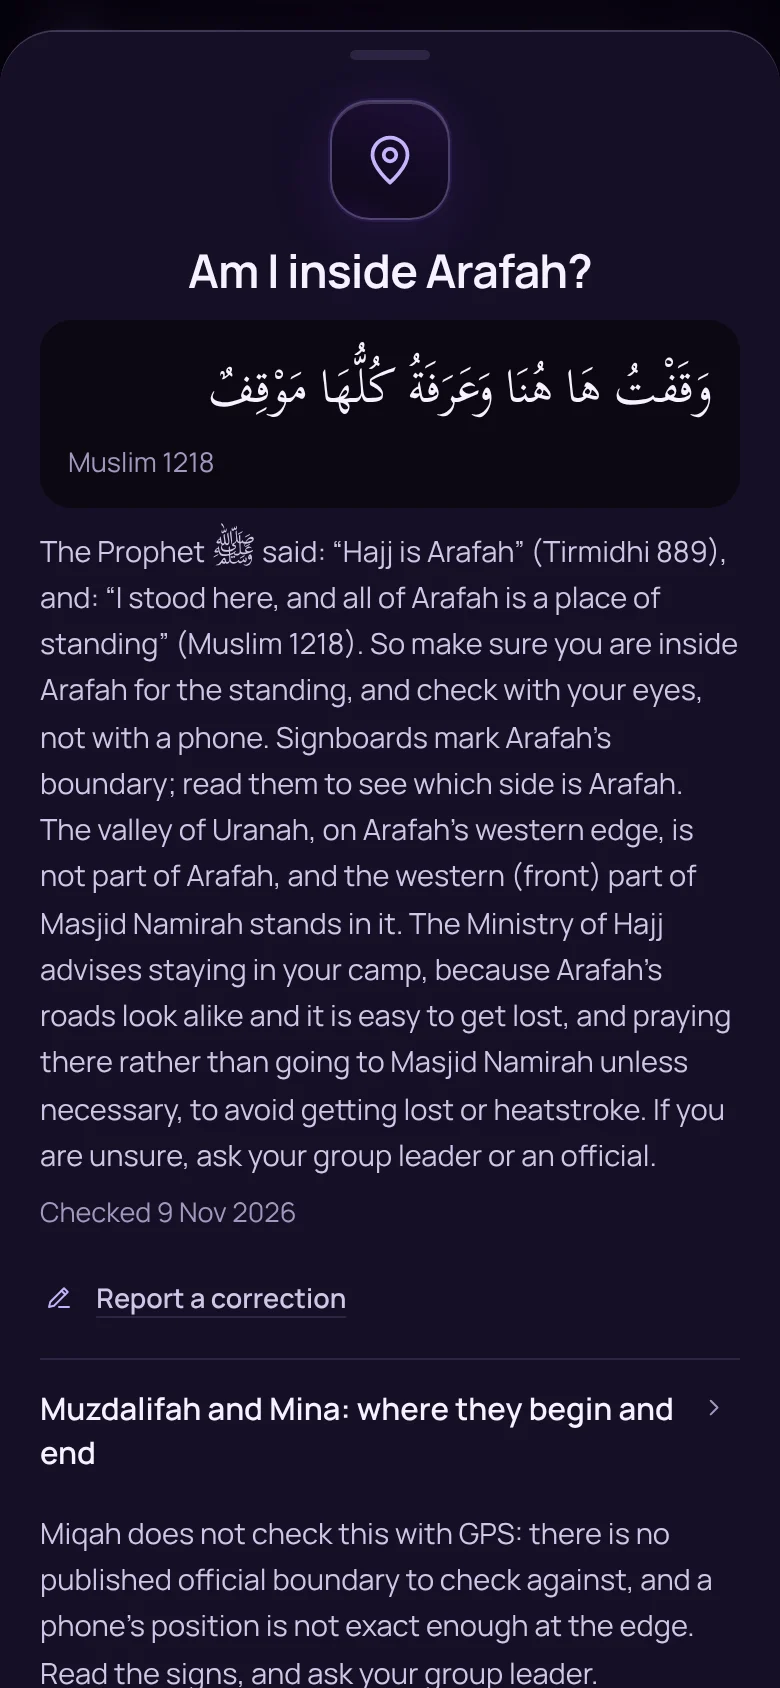 Am I inside Arafah?
وَقَفْتُ هَا هُنَا وَعَرَفَةُ كُلُّهَا مَوْقِفٌ
Muslim 1218
The Prophet ﷺ said: “Hajj is Arafah” (Tirmidhi 889),
and: “I stood here, and all of Arafah is a place of
standing” (Muslim 1218). So make sure you are inside
Arafah for the standing, and check with your eyes,
not with a phone. Signboards mark Arafah’s
boundary; read them to see which side is Arafah.
The valley of Uranah, on Arafah’s western edge, is
not part of Arafah, and the western (front) part of
Masjid Namirah stands in it. The Ministry of Hajj
advises staying in your camp, because Arafah’s
roads look alike and it is easy to get lost, and praying
there rather than going to Masjid Namirah unless
necessary, to avoid getting lost or heatstroke. If you
are unsure, ask your group leader or an official.
Checked 9 Nov 2026
Report a correction
Muzdalifah and Mina: where they begin and
end
Miqah does not check this with GPS: there is no
published official boundary to check against, and a
phone’s position is not exact enough at the edge.
Read the signs, and ask your group leader.